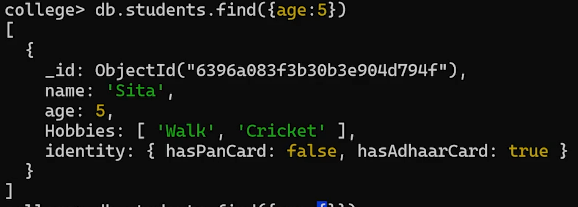 college> db.students.find({age:5})
[
  {
    _id: ObjectId("6396a083f3b30b3e904d794f"),
    name: 'Sita',
    age: 5,
    Hobbies: [ 'Walk', 'Cricket' ],
    identity: { hasPanCard: false, hasAdhaarCard: true }
  }
]